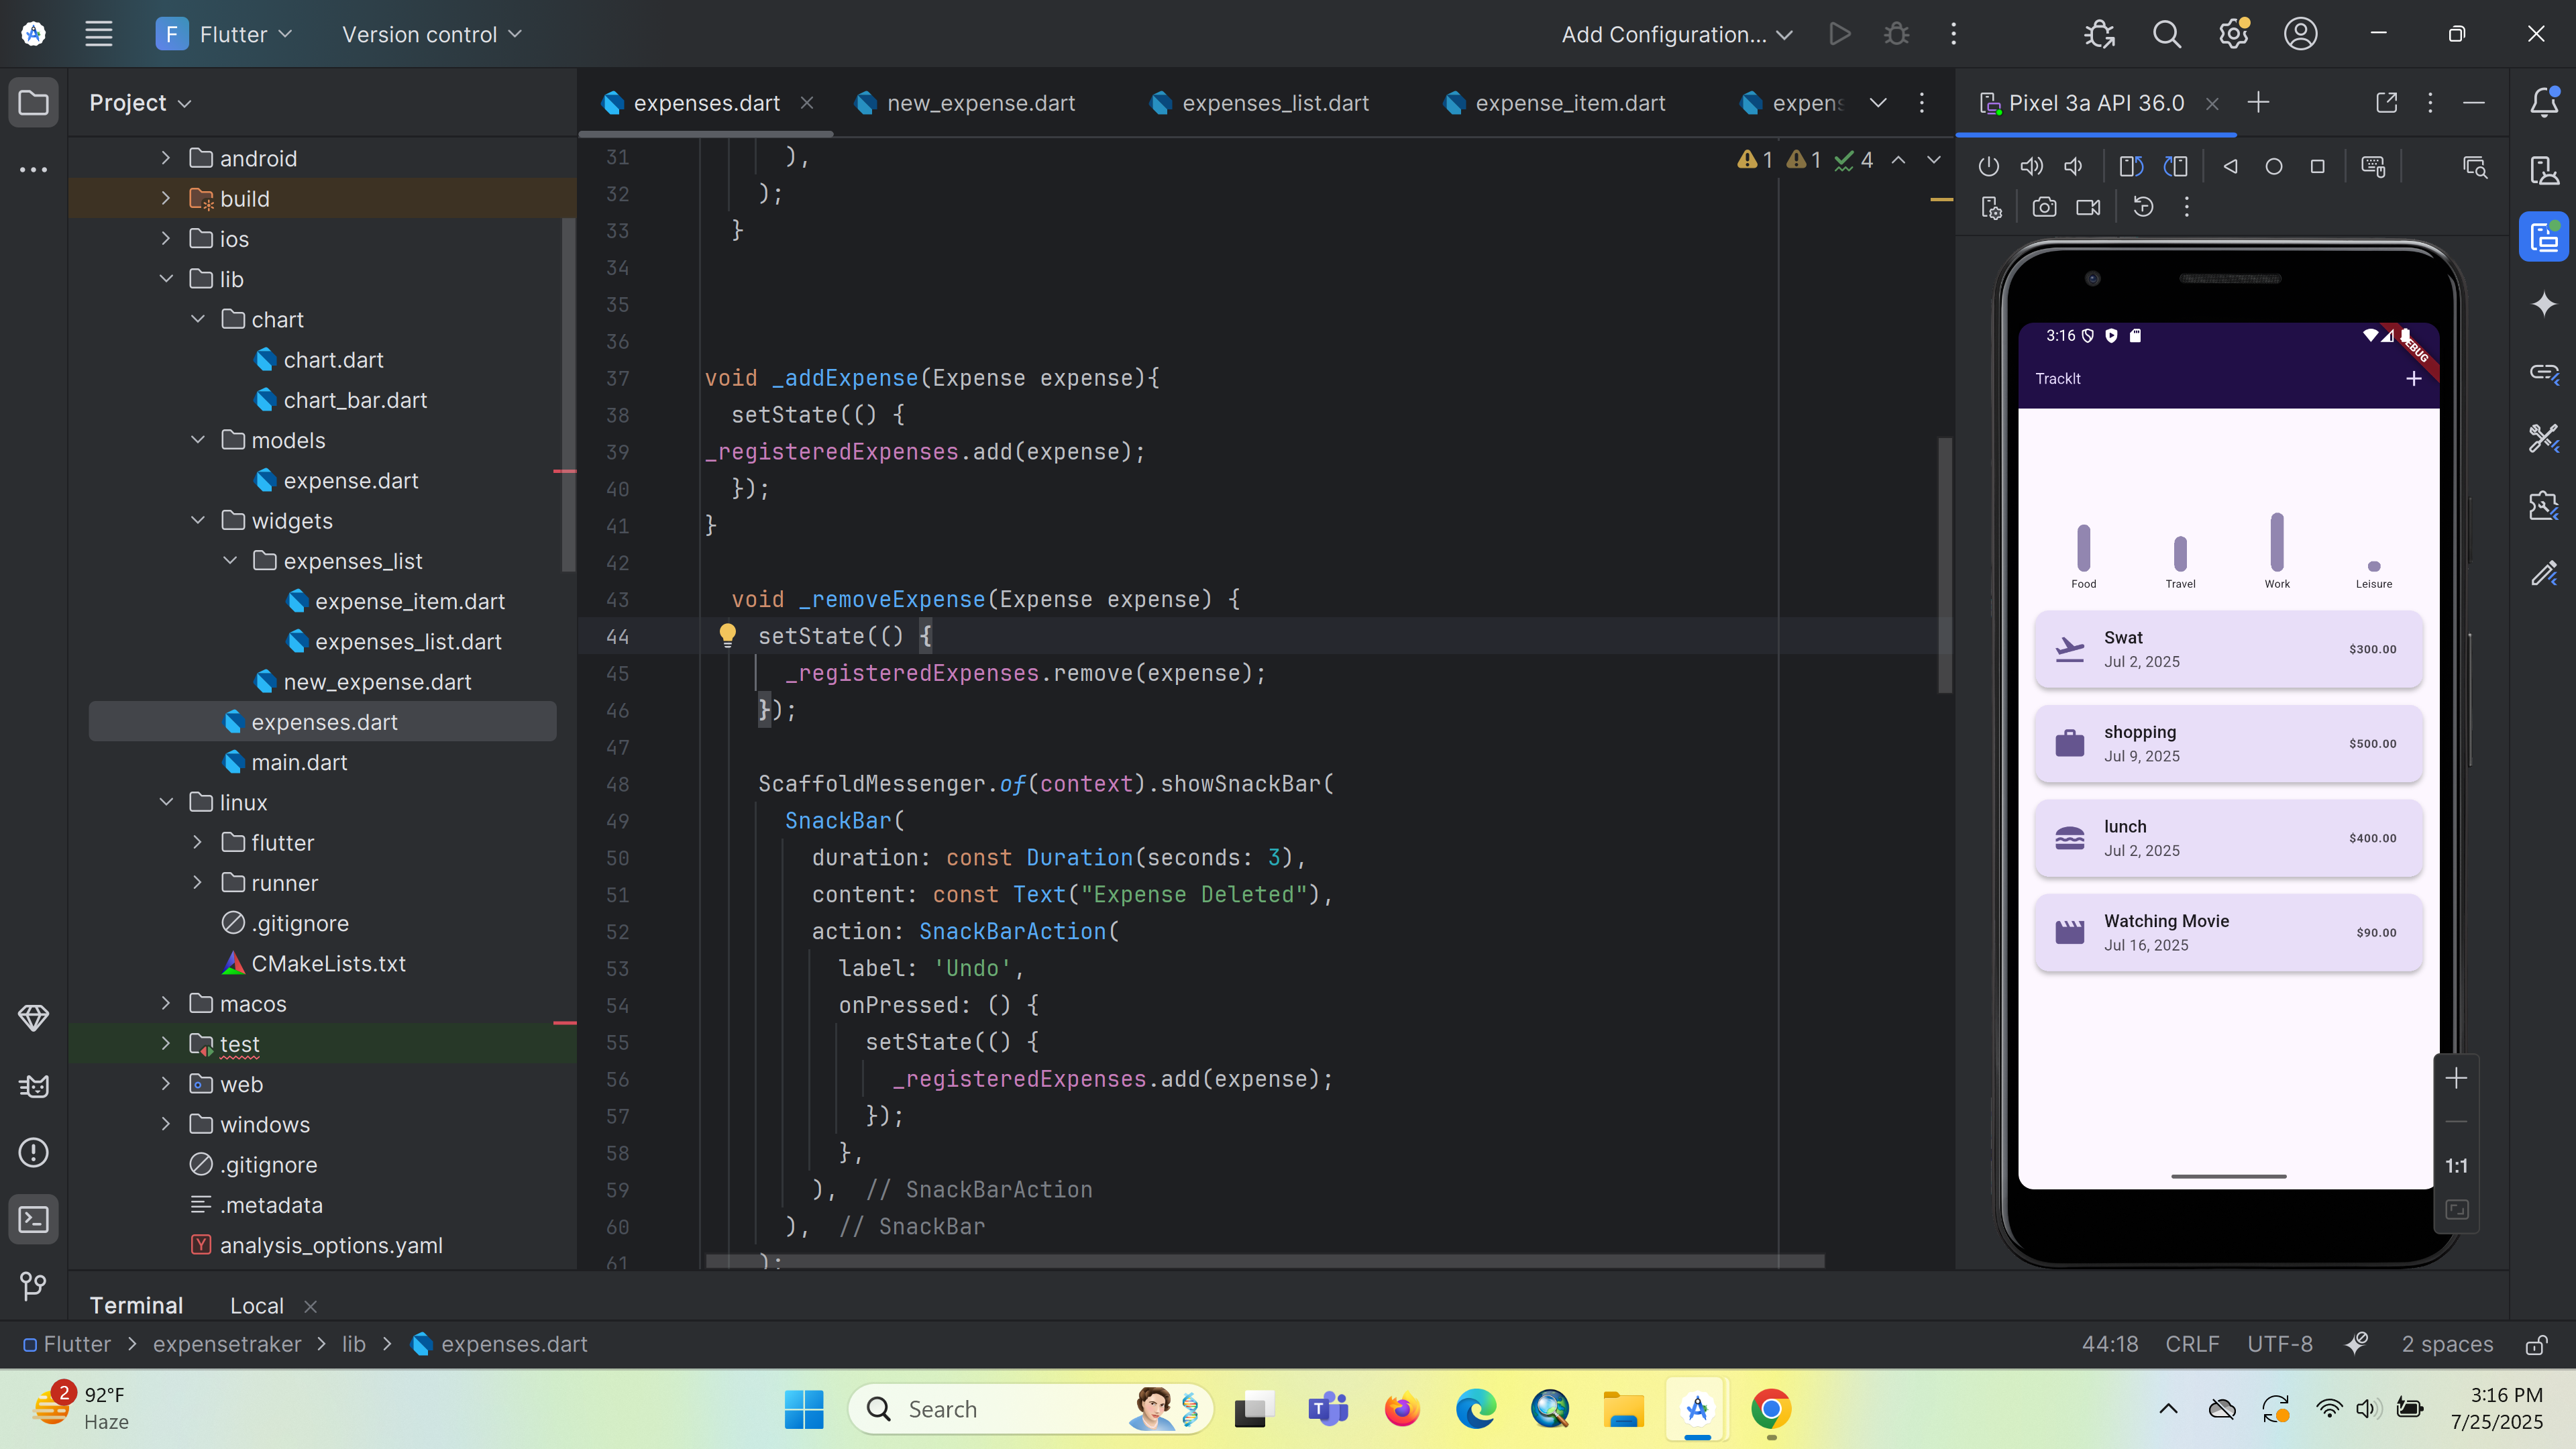 F Flutter Version control Add Configuration...
Project
android
build
ios
lib
chart
chart.dart
chart_bar.dart
models
expense.dart
widgets
expenses_list
expense_item.dart
expenses_list.dart
new_expense.dart
expenses.dart
main.dart
linux
flutter
runner
.gitignore
CMakeLists.txt
macos
test
web
windows
.gitignore
.metadata
analysis_options.yaml
expenses.dart new_expense.dart expenses_list.dart expense_item.dart expens
1 1 4
31 ),
32 );
33 }
34
35
36
37 void _addExpense(Expense expense){
38 setState(() {
39 _registeredExpenses.add(expense);
40 });
41 }
42
43 void _removeExpense(Expense expense) {
44 setState(() {
45 _registeredExpenses.remove(expense);
46 });
47
48 ScaffoldMessenger.of(context).showSnackBar(
49 SnackBar(
50 duration: const Duration(seconds: 3),
51 content: const Text("Expense Deleted"),
52 action: SnackBarAction(
53 label: 'Undo',
54 onPressed: () {
55 setState(() {
56 _registeredExpenses.add(expense);
57 });
58 },
59 ), // SnackBarAction
60 ), // SnackBar
61 );
Pixel 3a API 36.0
3:16
TrackIt
Food Travel Work Leisure
Swat
Jul 2, 2025
$300.00
shopping
Jul 9, 2025
$500.00
lunch
Jul 2, 2025
$400.00
Watching Movie
Jul 16, 2025
$90.00
1:1
Terminal Local
Flutter > expensetraker > lib > expenses.dart
44:18 CRLF UTF-8 2 spaces
2
92°F
Haze
Search
3:16 PM
7/25/2025